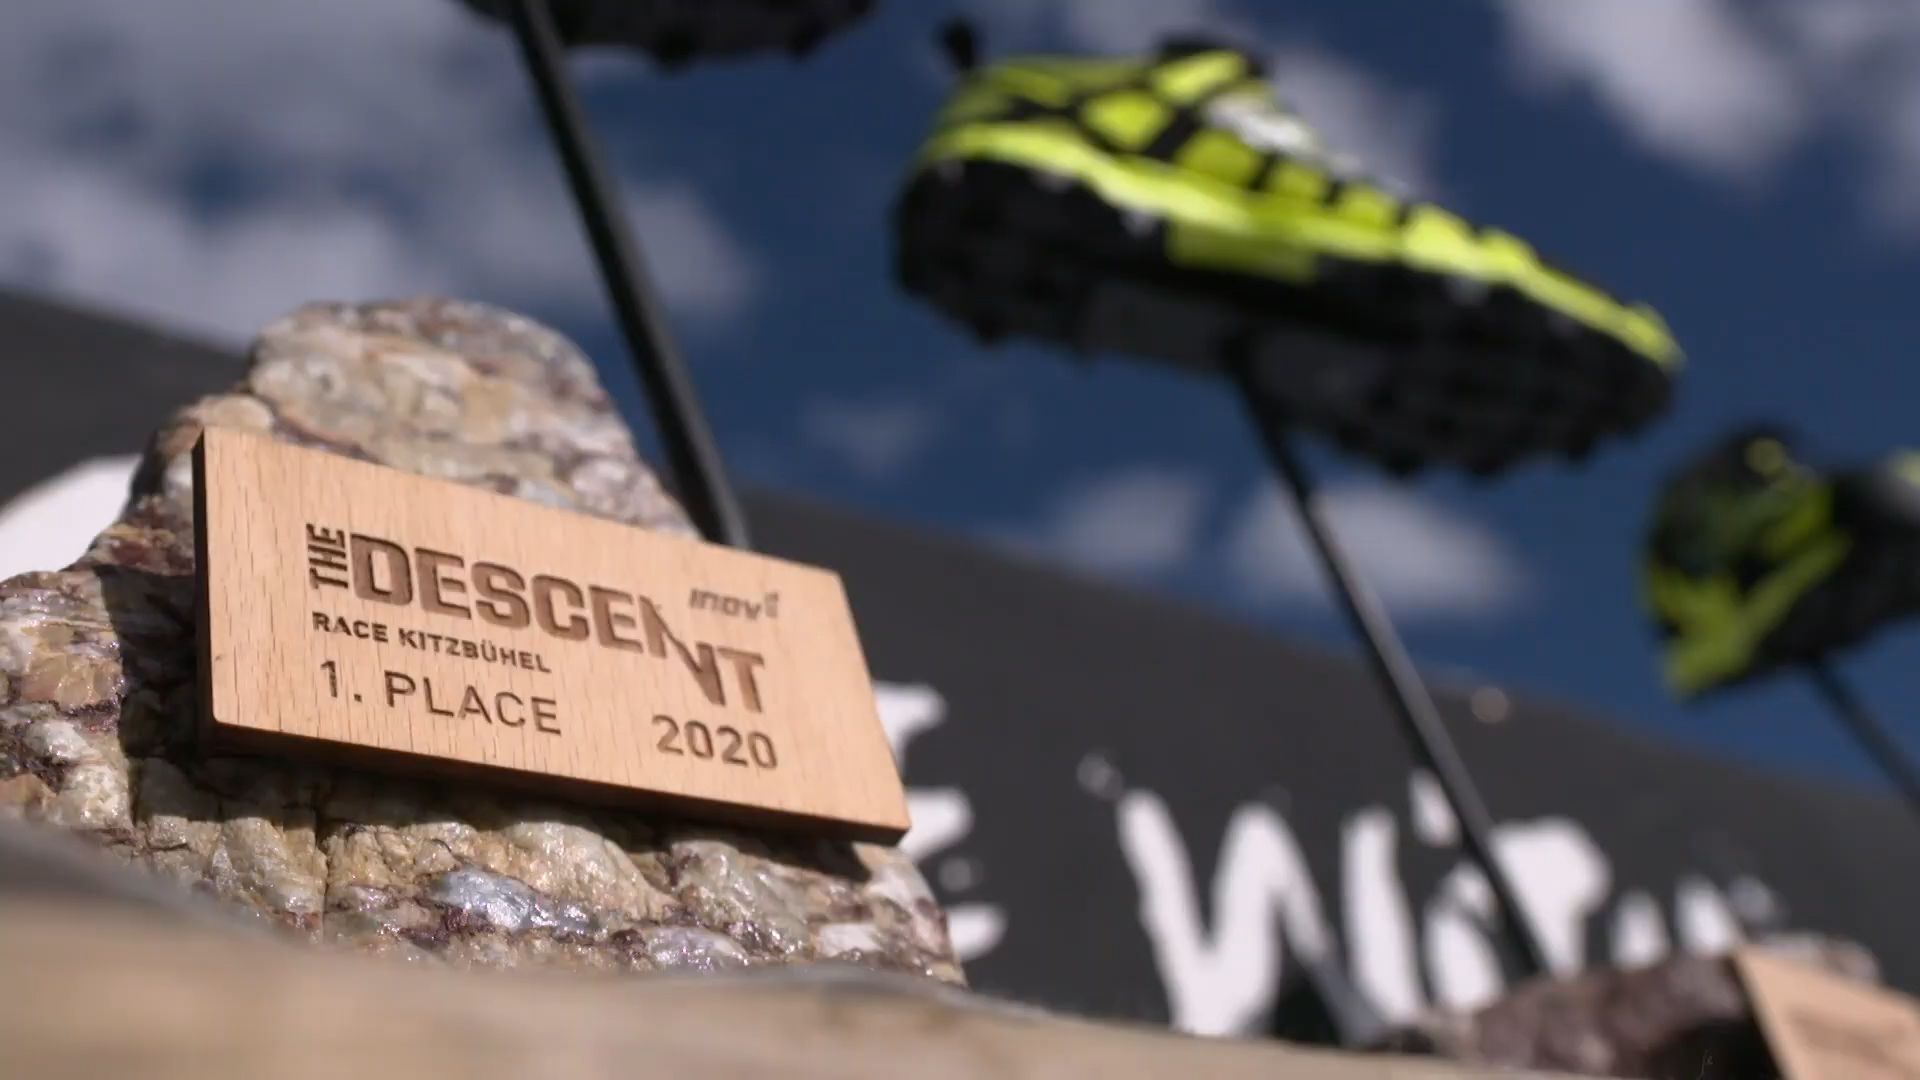 THE DESCENT
inov8
RACE KITZBÜHEL
1. PLACE
2020